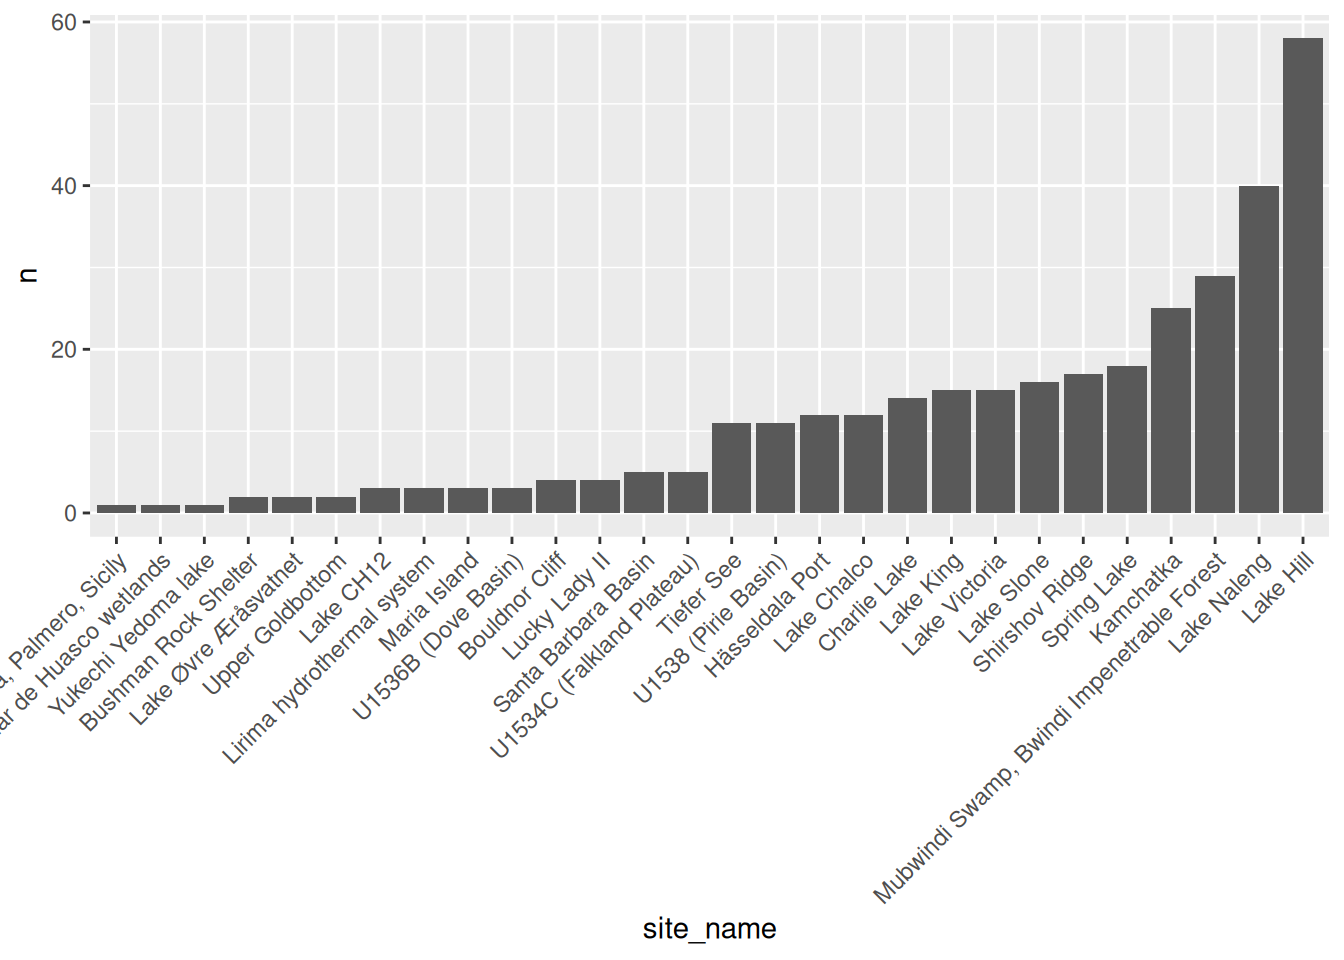 60
40
20
0
n
Palmero, Sicily
de Huasco wetlands
Yukechi Yedoma lake
Bushman Rock Shelter
Lake Øvre Æråsvatnet
Upper Goldbottom
Lake CH12
Lirima hydrothermal system
Maria Island
U1536B (Dove Basin)
Bouldnor Cliff
Lucky Lady II
Santa Barbara Basin
U1534C (Falkland Plateau)
Tiefer See
U1538 (Pirie Basin)
Hässeldala Port
Lake Chalco
Charlie Lake
Lake King
Lake Victoria
Lake Slone
Shirshov Ridge
Spring Lake
Kamchatka
Mubwindi Swamp, Bwindi Impenetrable Forest
Lake Naleng
Lake Hill
site_name